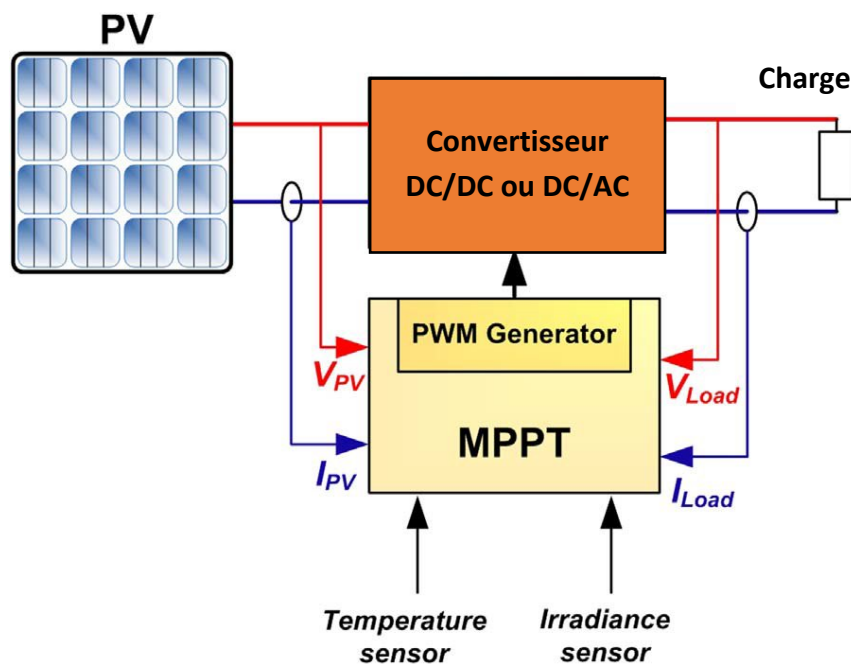 PV
Charge
Convertisseur
DC/DC ou DC/AC
PWM Generator
VPV
VLoad
MPPT
IPV
ILoad
Temperature
sensor
Irradiance
sensor